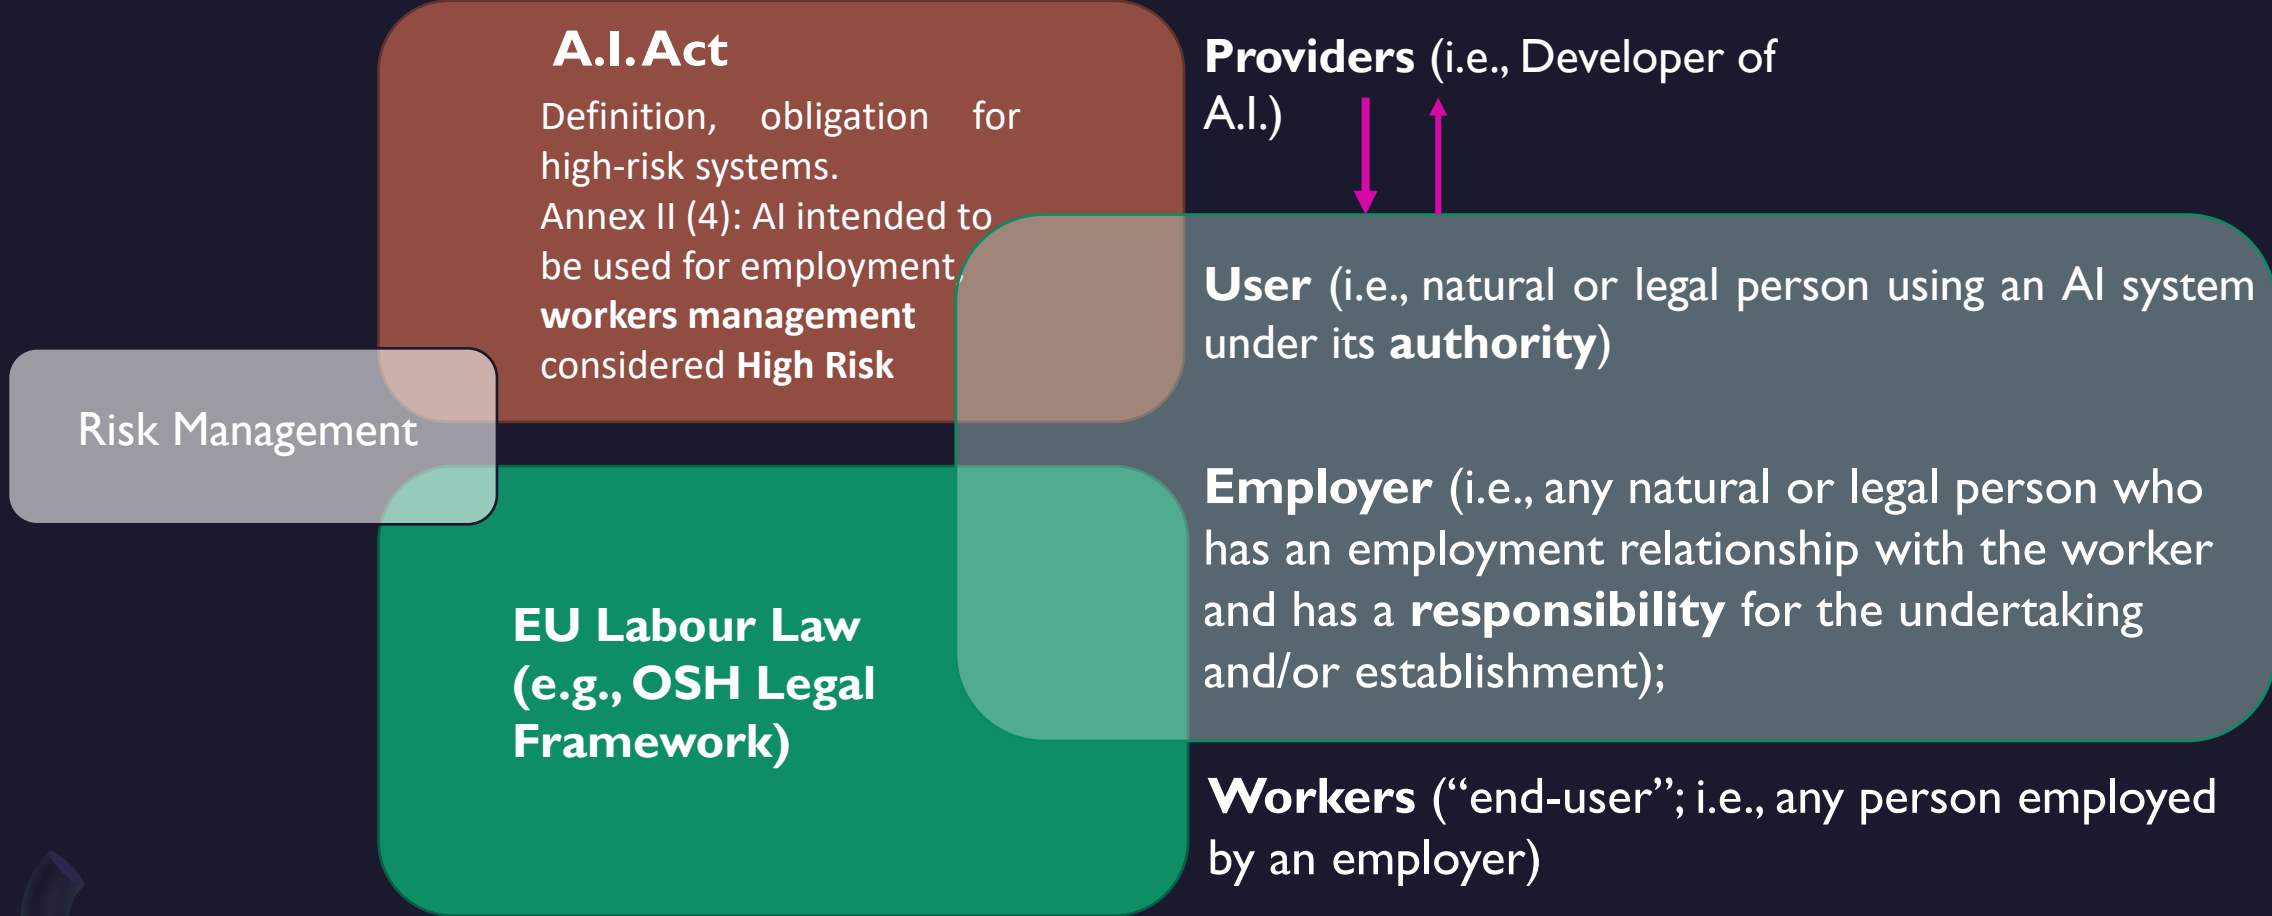 A.I. Act
Definition, obligation for
high-risk systems.
Annex II (4): AI intended to
be used for employment,
workers management
considered High Risk
Risk Management
EU Labour Law
(e.g., OSH Legal
Framework)
Providers (i.e., Developer of
A.I.)
User (i.e., natural or legal person using an AI system
under its authority)
Employer (i.e., any natural or legal person who
has an employment relationship with the worker
and has a responsibility for the undertaking
and/or establishment);
Workers (“end-user”; i.e., any person employed
by an employer)